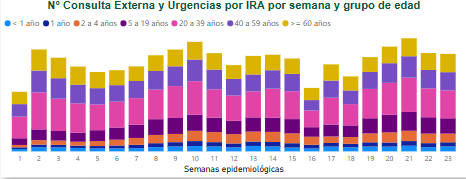 Nº Consulta Externa y Urgencias por IRA por semana y grupo de edad
< 1 año 1 año 2 a 4 años 5 a 19 años 20 a 39 años 40 a 59 años >= 60 años
1 2 3 4 5 6 7 8 9 10 11 12 13 14 15 16 17 18 19 20 21 22 23
Semanas epidemiológicas